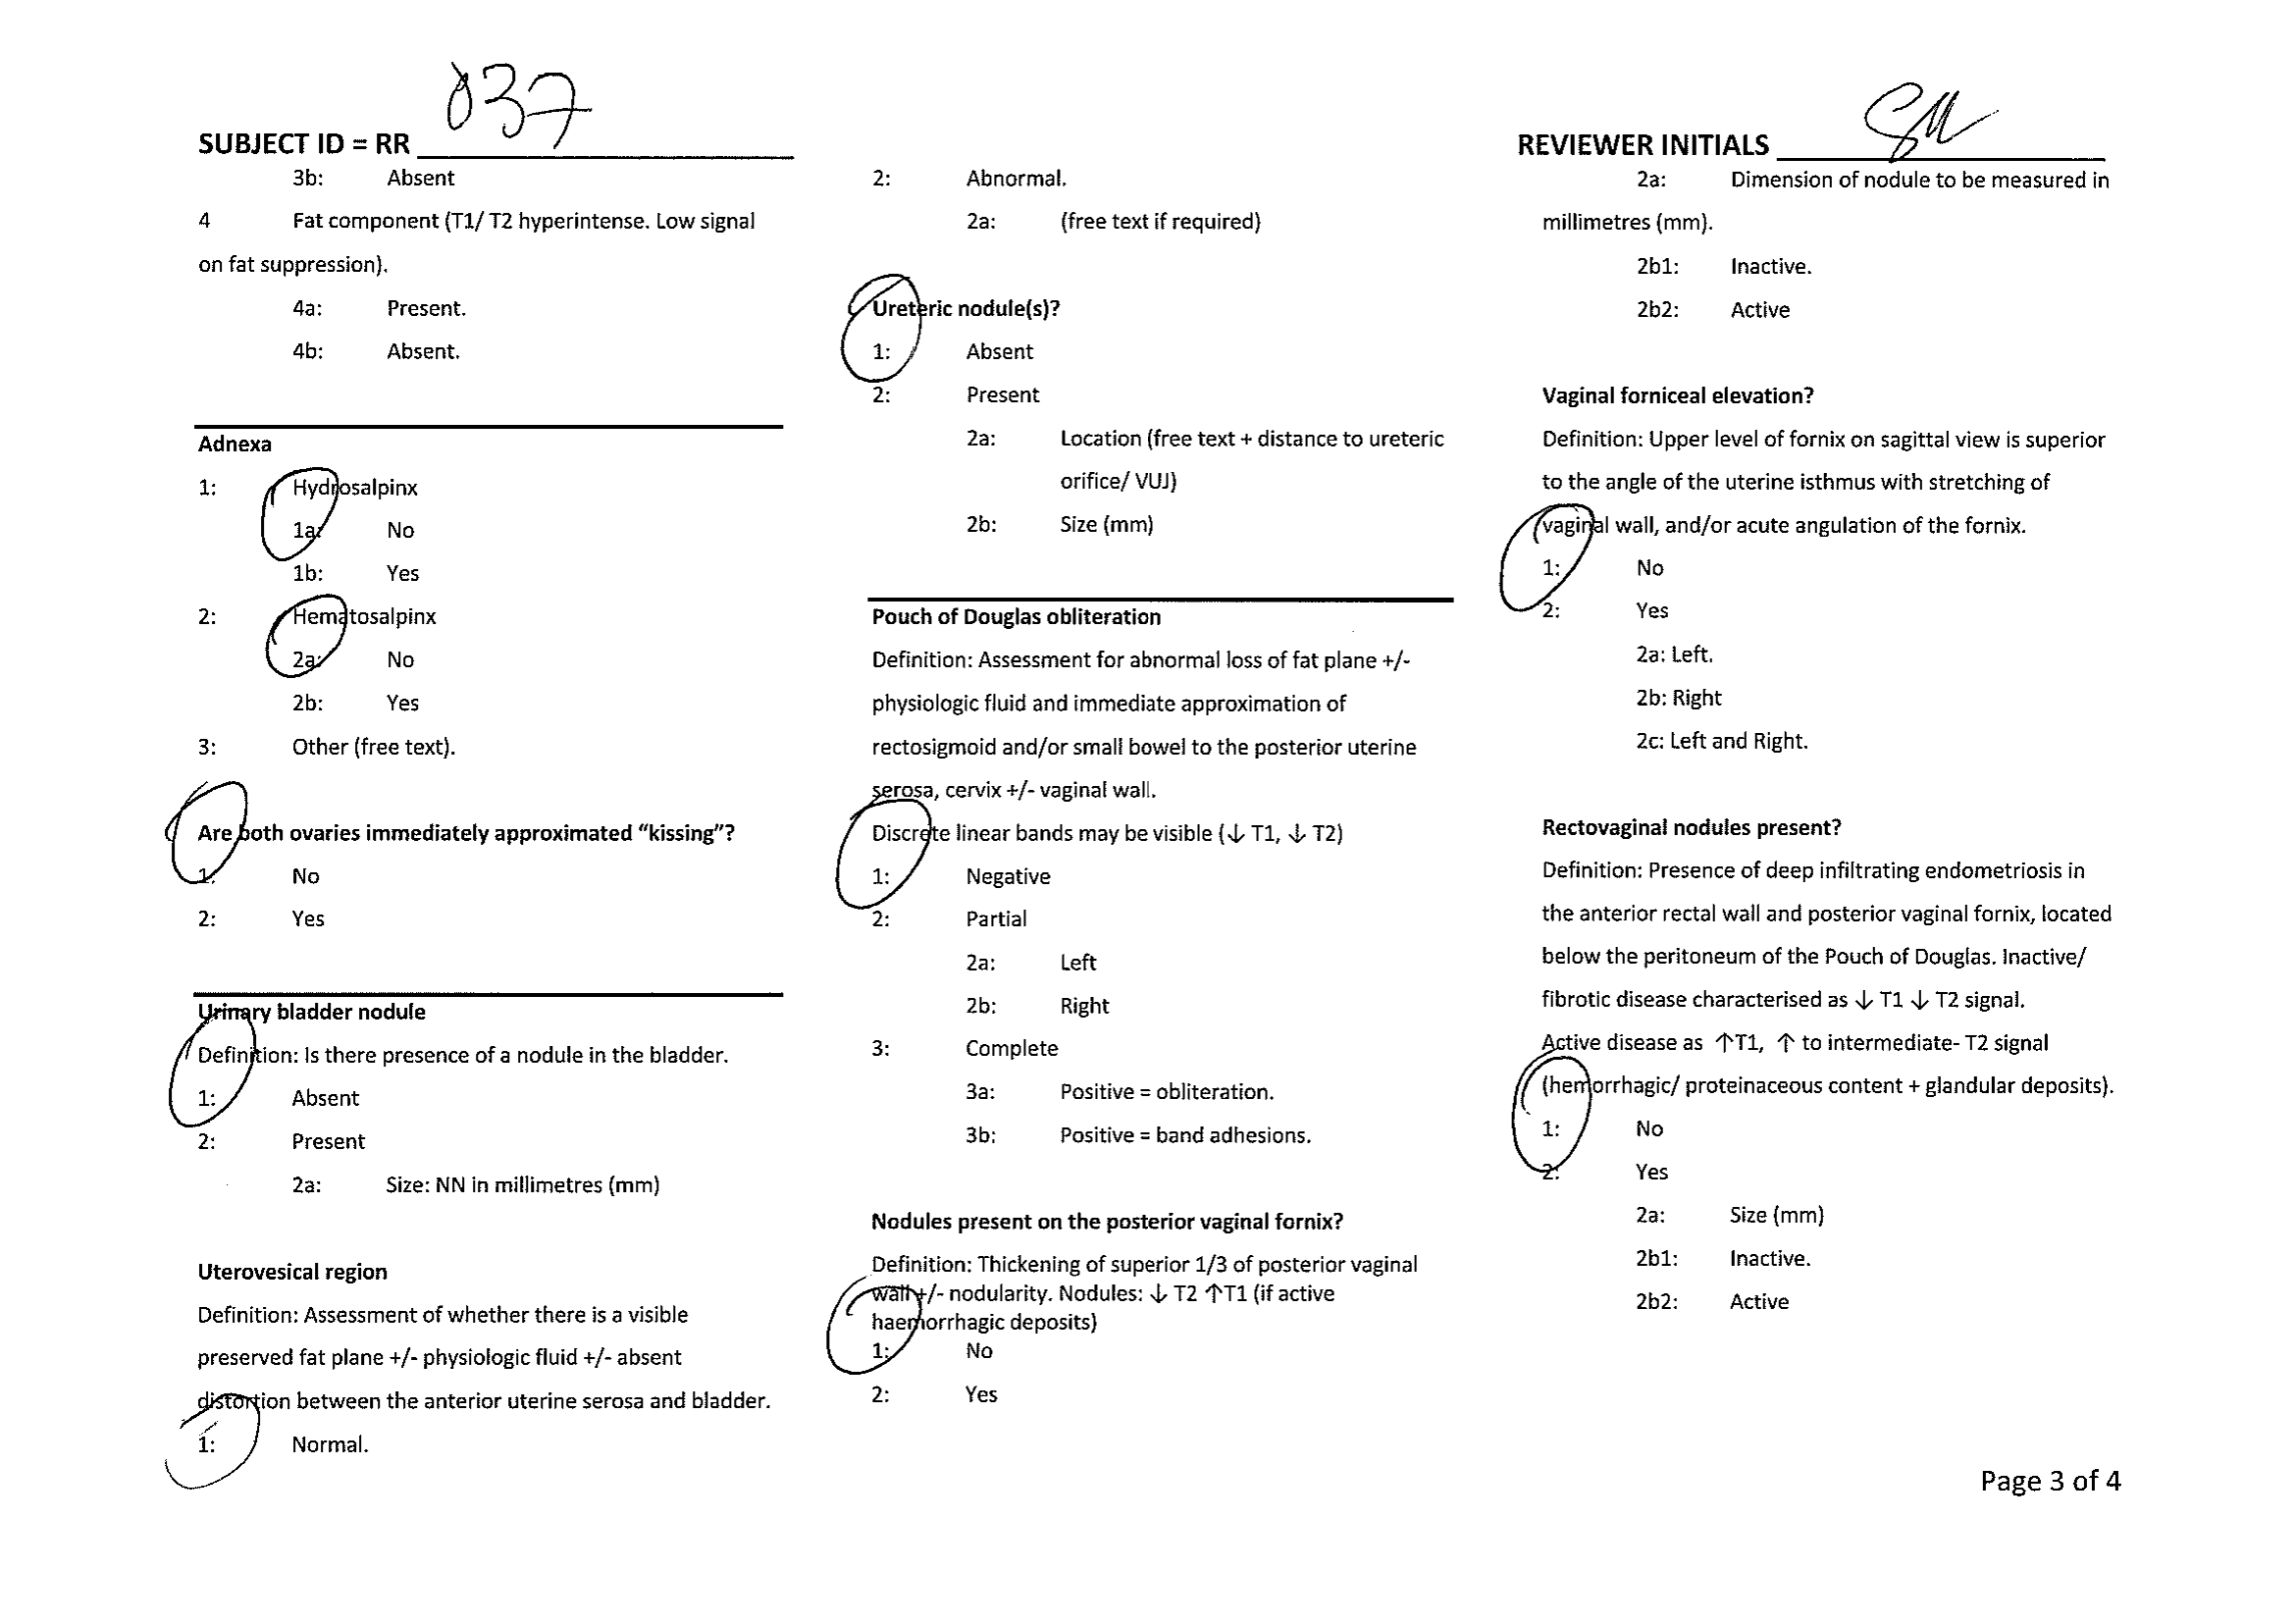 SUBJECT ID = RR 037
3b: Absent
4 Fat component (T1/ T2 hyperintense. Low signal
on fat suppression).
4a: Present.
4b: Absent.
Adnexa
1: Hydrosalpinx
1a: No
1b: Yes
2: Hematosalpinx
2a: No
2b: Yes
3: Other (free text).
Are both ovaries immediately approximated “kissing”?
1: No
2: Yes
Urinary bladder nodule
Definition: Is there presence of a nodule in the bladder.
1: Absent
2: Present
2a: Size: NN in millimetres (mm)
Uterovesical region
Definition: Assessment of whether there is a visible
preserved fat plane +/- physiologic fluid +/- absent
distortion between the anterior uterine serosa and bladder.
1: Normal.
2: Abnormal.
2a: (free text if required)
Ureteric nodule(s)?
1: Absent
2: Present
2a: Location (free text + distance to ureteric
orifice/ VUJ)
2b: Size (mm)
Pouch of Douglas obliteration
Definition: Assessment for abnormal loss of fat plane +/-
physiologic fluid and immediate approximation of
rectosigmoid and/or small bowel to the posterior uterine
serosa, cervix +/- vaginal wall.
Discrete linear bands may be visible (↓ T1, ↓ T2)
1: Negative
2: Partial
2a: Left
2b: Right
3: Complete
3a: Positive = obliteration.
3b: Positive = band adhesions.
Nodules present on the posterior vaginal fornix?
Definition: Thickening of superior 1/3 of posterior vaginal
wall +/- nodularity. Nodules: ↓ T2 ↑T1 (if active
haemorrhagic deposits)
1: No
2: Yes
REVIEWER INITIALS SM
2a: Dimension of nodule to be measured in
millimetres (mm).
2b1: Inactive.
2b2: Active
Vaginal forniceal elevation?
Definition: Upper level of fornix on sagittal view is superior
to the angle of the uterine isthmus with stretching of
vaginal wall, and/or acute angulation of the fornix.
1: No
2: Yes
2a: Left.
2b: Right
2c: Left and Right.
Rectovaginal nodules present?
Definition: Presence of deep infiltrating endometriosis in
the anterior rectal wall and posterior vaginal fornix, located
below the peritoneum of the Pouch of Douglas. Inactive/
fibrotic disease characterised as ↓ T1 ↓ T2 signal.
Active disease as ↑T1, ↑ to intermediate- T2 signal
(hemorrhagic/ proteinaceous content + glandular deposits).
1: No
2: Yes
2a: Size (mm)
2b1: Inactive.
2b2: Active
Page 3 of 4